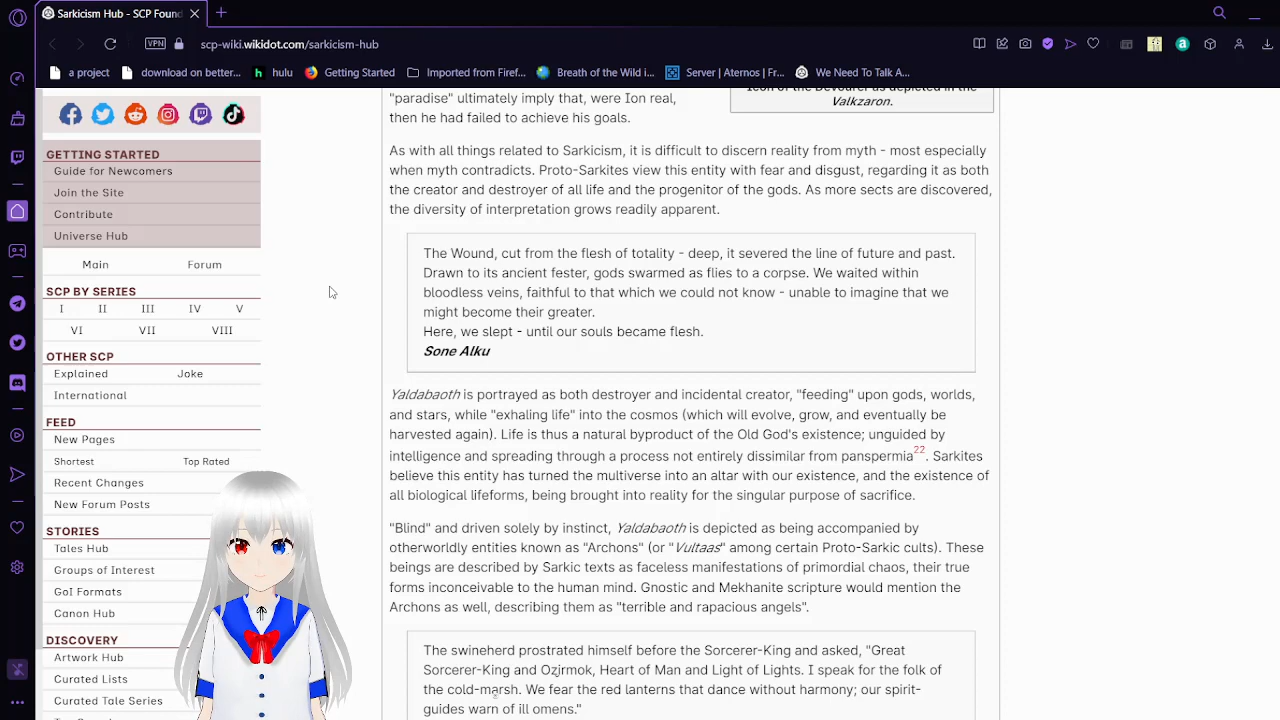 Sarkicism Hub - SCP Found
VPN
scp-wiki.wikidot.com/sarkicism-hub
a project
download on better...
hulu
Getting Started
Imported from Firef...
Breath of the Wild i...
Server | Aternos | Fr...
We Need To Talk A...
GETTING STARTED
Guide for Newcomers
Join the Site
Contribute
Universe Hub
Main Forum
SCP BY SERIES
I II III IV V
VI VII VIII
OTHER SCP
Explained Joke
International
FEED
New Pages
Shortest Top Rated
Recent Changes
New Forum Posts
STORIES
Tales Hub
Groups of Interest
GoI Formats
Canon Hub
DISCOVERY
Artwork Hub
Curated Lists
Curated Tale Series
"paradise" ultimately imply that, were Ion real,
then he had failed to achieve his goals.
Icon of the Devourer as depicted in the
Valkzaron.
As with all things related to Sarkicism, it is difficult to discern reality from myth - most especially
when myth contradicts. Proto-Sarkites view this entity with fear and disgust, regarding it as both
the creator and destroyer of all life and the progenitor of the gods. As more sects are discovered,
the diversity of interpretation grows readily apparent.
The Wound, cut from the flesh of totality - deep, it severed the line of future and past.
Drawn to its ancient fester, gods swarmed as flies to a corpse. We waited within
bloodless veins, faithful to that which we could not know - unable to imagine that we
might become their greater.
Here, we slept - until our souls became flesh.
Sone Alku
Yaldabaoth is portrayed as both destroyer and incidental creator, "feeding" upon gods, worlds,
and stars, while "exhaling life" into the cosmos (which will evolve, grow, and eventually be
harvested again). Life is thus a natural byproduct of the Old God's existence; unguided by
intelligence and spreading through a process not entirely dissimilar from panspermia22. Sarkites
believe this entity has turned the multiverse into an altar with our existence, and the existence of
all biological lifeforms, being brought into reality for the singular purpose of sacrifice.
"Blind" and driven solely by instinct, Yaldabaoth is depicted as being accompanied by
otherworldly entities known as "Archons" (or "Vultaas" among certain Proto-Sarkic cults). These
beings are described by Sarkic texts as faceless manifestations of primordial chaos, their true
forms inconceivable to the human mind. Gnostic and Mekhanite scripture would mention the
Archons as well, describing them as "terrible and rapacious angels".
The swineherd prostrated himself before the Sorcerer-King and asked, "Great
Sorcerer-King and Ozirmok, Heart of Man and Light of Lights. I speak for the folk of
the cold-marsh. We fear the red lanterns that dance without harmony; our spirit-
guides warn of ill omens."